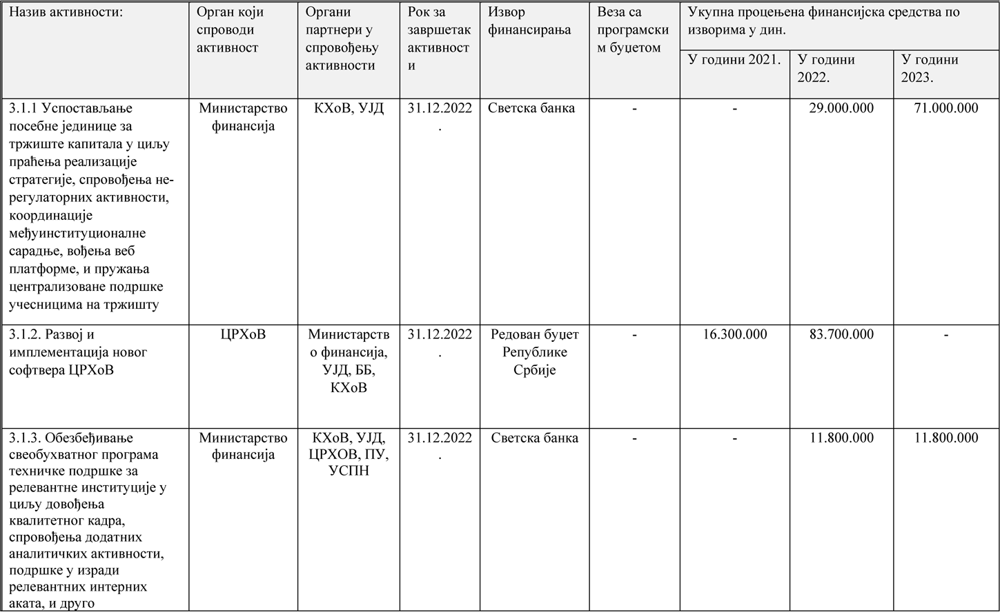 Назив активности:
Орган који
спроводи
активност
Органи
партнери у
спровођењу
активности
Рок за
завршетак
активност
и
Извор
финансирања
Веза са
програмски
м буџетом
Укупна процењена финансијска средства по
изворима у дин.
У години 2021.
У години
2022.
У години
2023.
3.1.1 Успостављање
посебне јединице за
тржиште капитала у циљу
праћења реализације
стратегије, спровођења не-
регулаторних активности,
координације
међуинституционалне
сарадње, вођења веб
платформе, и пружања
централизоване подршке
учесницима на тржишту
Министарство
финансија
КХоВ, УЈД
31.12.2022
.
Светска банка
-
-
29.000.000
71.000.000
3.1.2. Развој и
имплементација новог
софтвера ЦРХоВ
ЦРХоВ
Министарств
о финансија,
УЈД, ББ,
КХоВ
31.12.2022
.
Редован буџет
Републике
Србије
-
16.300.000
83.700.000
-
3.1.3. Обезбеђивање
свеобухватног програма
техничке подршке за
релевантне институције у
циљу довођења
квалитетног кадра,
спровођења додатних
аналитичких активности,
подршке у изради
релевантних интерних
аката, и друго
Министарство
финансија
КХоВ, УЈД,
ЦРХОВ, ПУ,
УСПН
31.12.2022
.
Светска банка
-
-
11.800.000
11.800.000